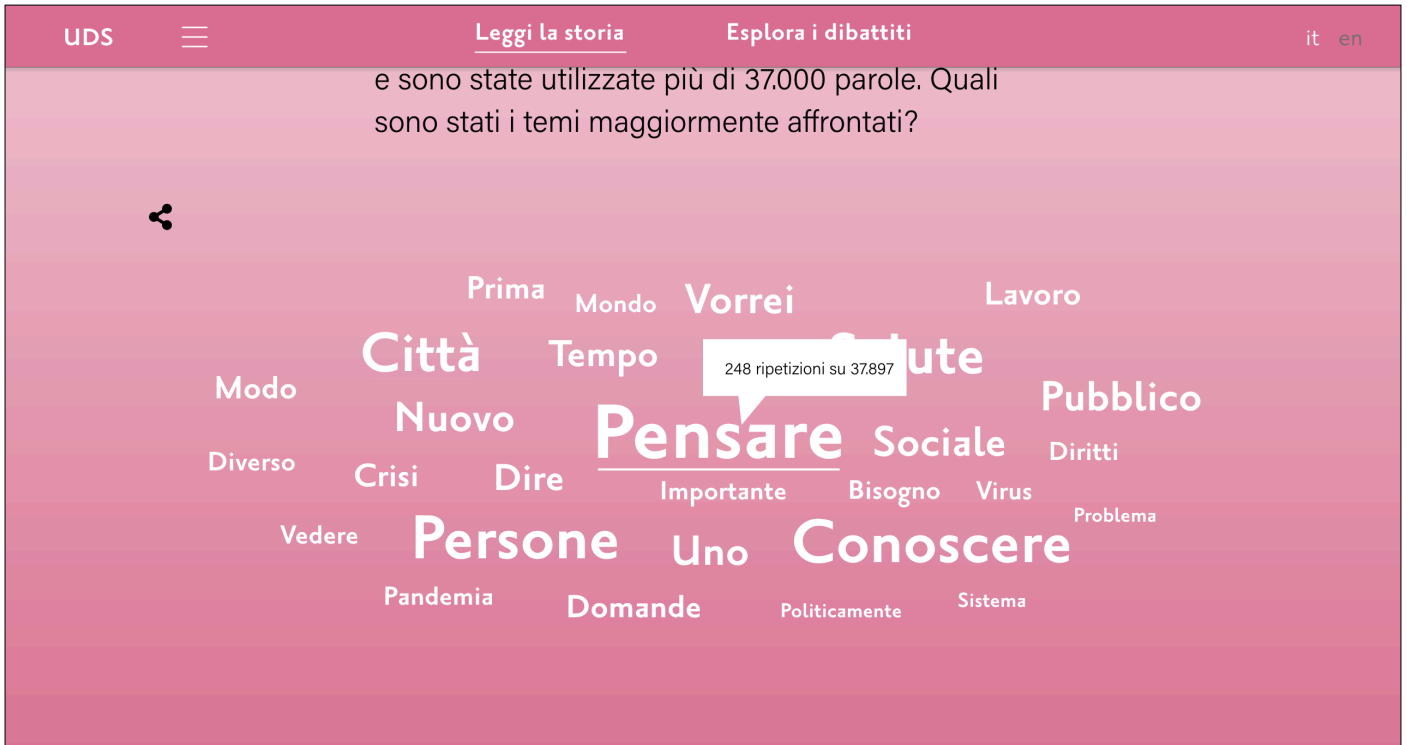 UDS
Leggi la storia
Esplora i dibattiti
it en
e sono state utilizzate più di 37.000 parole. Quali
sono stati i temi maggiormente affrontati?
Prima
Mondo
Vorrei
Lavoro
Città
Tempo
248 ripetizioni su 37.897
Modo
Nuovo
Pensare
Sociale
Pubblico
Diverso
Crisi
Dire
Importante
Bisogno
Virus
Diritti
Problema
Vedere
Persone
Uno
Conoscere
Pandemia
Domande
Politicamente
Sistema